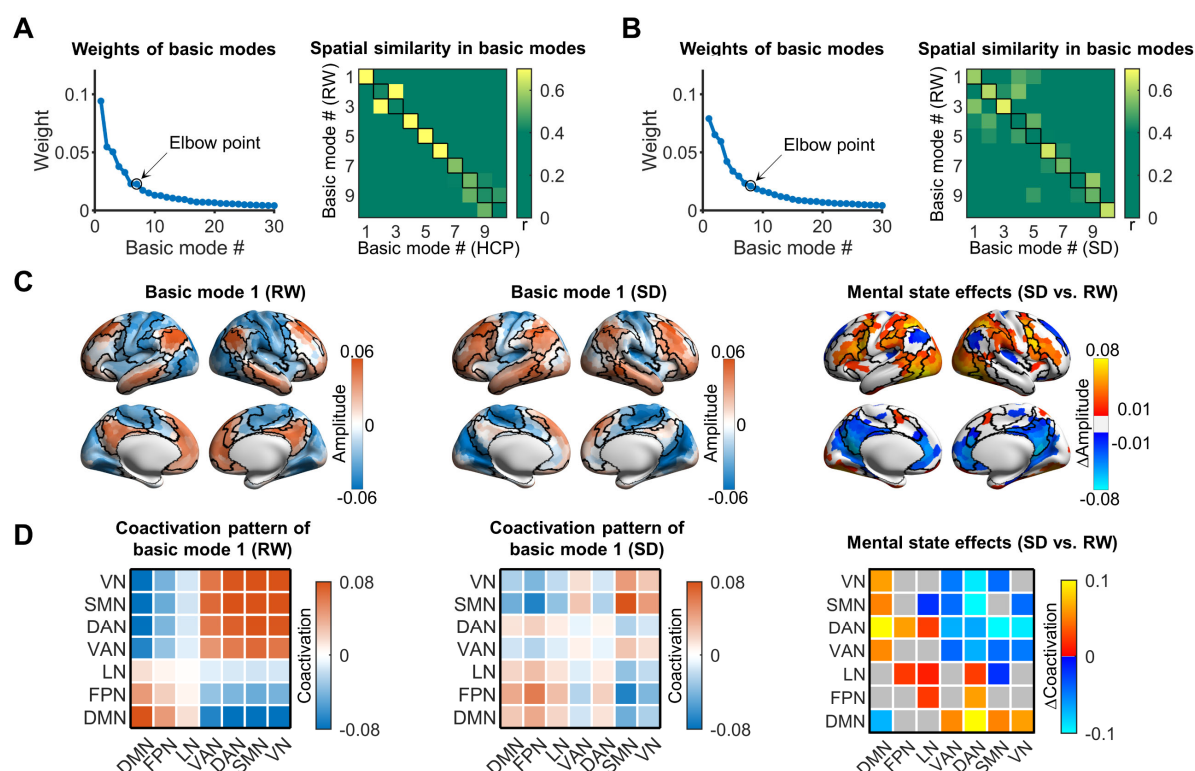 A
Weights of basic modes
Weight
0.1
0.05
0
Elbow point
0 10 20 30
Basic mode #
Spatial similarity in basic modes
Basic mode # (RW)
1
3
5
7
9
1 3 5 7 9
Basic mode # (HCP)
0.6
0.4
0.2
0
r
B
Weights of basic modes
Weight
0.1
0.05
0
Elbow point
0 10 20 30
Basic mode #
Spatial similarity in basic modes
Basic mode # (RW)
1
3
5
7
9
1 3 5 7 9
Basic mode # (SD)
0.6
0.4
0.2
0
r
C
Basic mode 1 (RW)
0.06
0
-0.06
Amplitude
Basic mode 1 (SD)
0.06
0
-0.06
Amplitude
Mental state effects (SD vs. RW)
0.08
0.01
-0.01
-0.08
ΔAmplitude
D
Coactivation pattern of
basic mode 1 (RW)
VN
SMN
DAN
VAN
LN
FPN
DMN
DMN FPN LN VAN DAN SMN VN
0.08
0
-0.08
Coactivation
Coactivation pattern of
basic mode 1 (SD)
VN
SMN
DAN
VAN
LN
FPN
DMN
DMN FPN LN VAN DAN SMN VN
0.08
0
-0.08
Coactivation
Mental state effects (SD vs. RW)
VN
SMN
DAN
VAN
LN
FPN
DMN
DMN FPN LN VAN DAN SMN VN
0.1
0
-0.1
ΔCoactivation